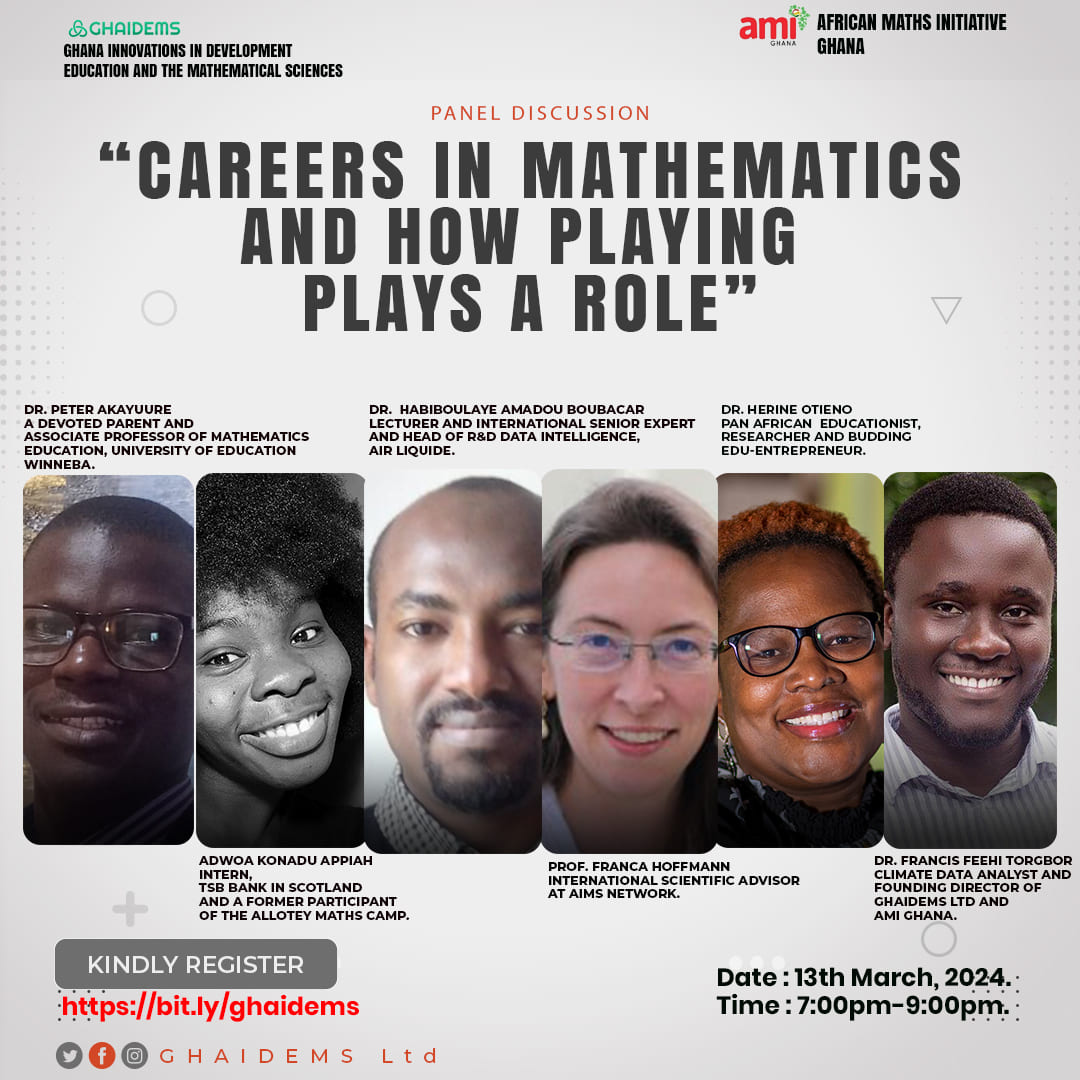 GHAIDEMS
GHANA INNOVATIONS IN DEVELOPMENT
EDUCATION AND THE MATHEMATICAL SCIENCES
ami
GHANA
AFRICAN MATHS INITIATIVE
GHANA
PANEL DISCUSSION
“CAREERS IN MATHEMATICS
AND HOW PLAYING
PLAYS A ROLE”
DR. PETER AKAYUURE
A DEVOTED PARENT AND
ASSOCIATE PROFESSOR OF MATHEMATICS
EDUCATION, UNIVERSITY OF EDUCATION
WINNEBA.
DR. HABIBOULAYE AMADOU BOUBACAR
LECTURER AND INTERNATIONAL SENIOR EXPERT
AND HEAD OF R&D DATA INTELLIGENCE,
AIR LIQUIDE.
DR. HERINE OTIENO
PAN AFRICAN EDUCATIONIST,
RESEARCHER AND BUDDING
EDU-ENTREPRENEUR.
ADWOA KONADU APPIAH
INTERN,
TSB BANK IN SCOTLAND
AND A FORMER PARTICIPANT
OF THE ALLOTEY MATHS CAMP.
PROF. FRANCA HOFFMANN
INTERNATIONAL SCIENTIFIC ADVISOR
AT AIMS NETWORK.
DR. FRANCIS FEEHI TORGBOR
CLIMATE DATA ANALYST AND
FOUNDING DIRECTOR OF
GHAIDEMS LTD AND
AMI GHANA.
KINDLY REGISTER
https://bit.ly/ghaidems
Date : 13th March, 2024.
Time : 7:00pm-9:00pm.
GHAIDEMS Ltd